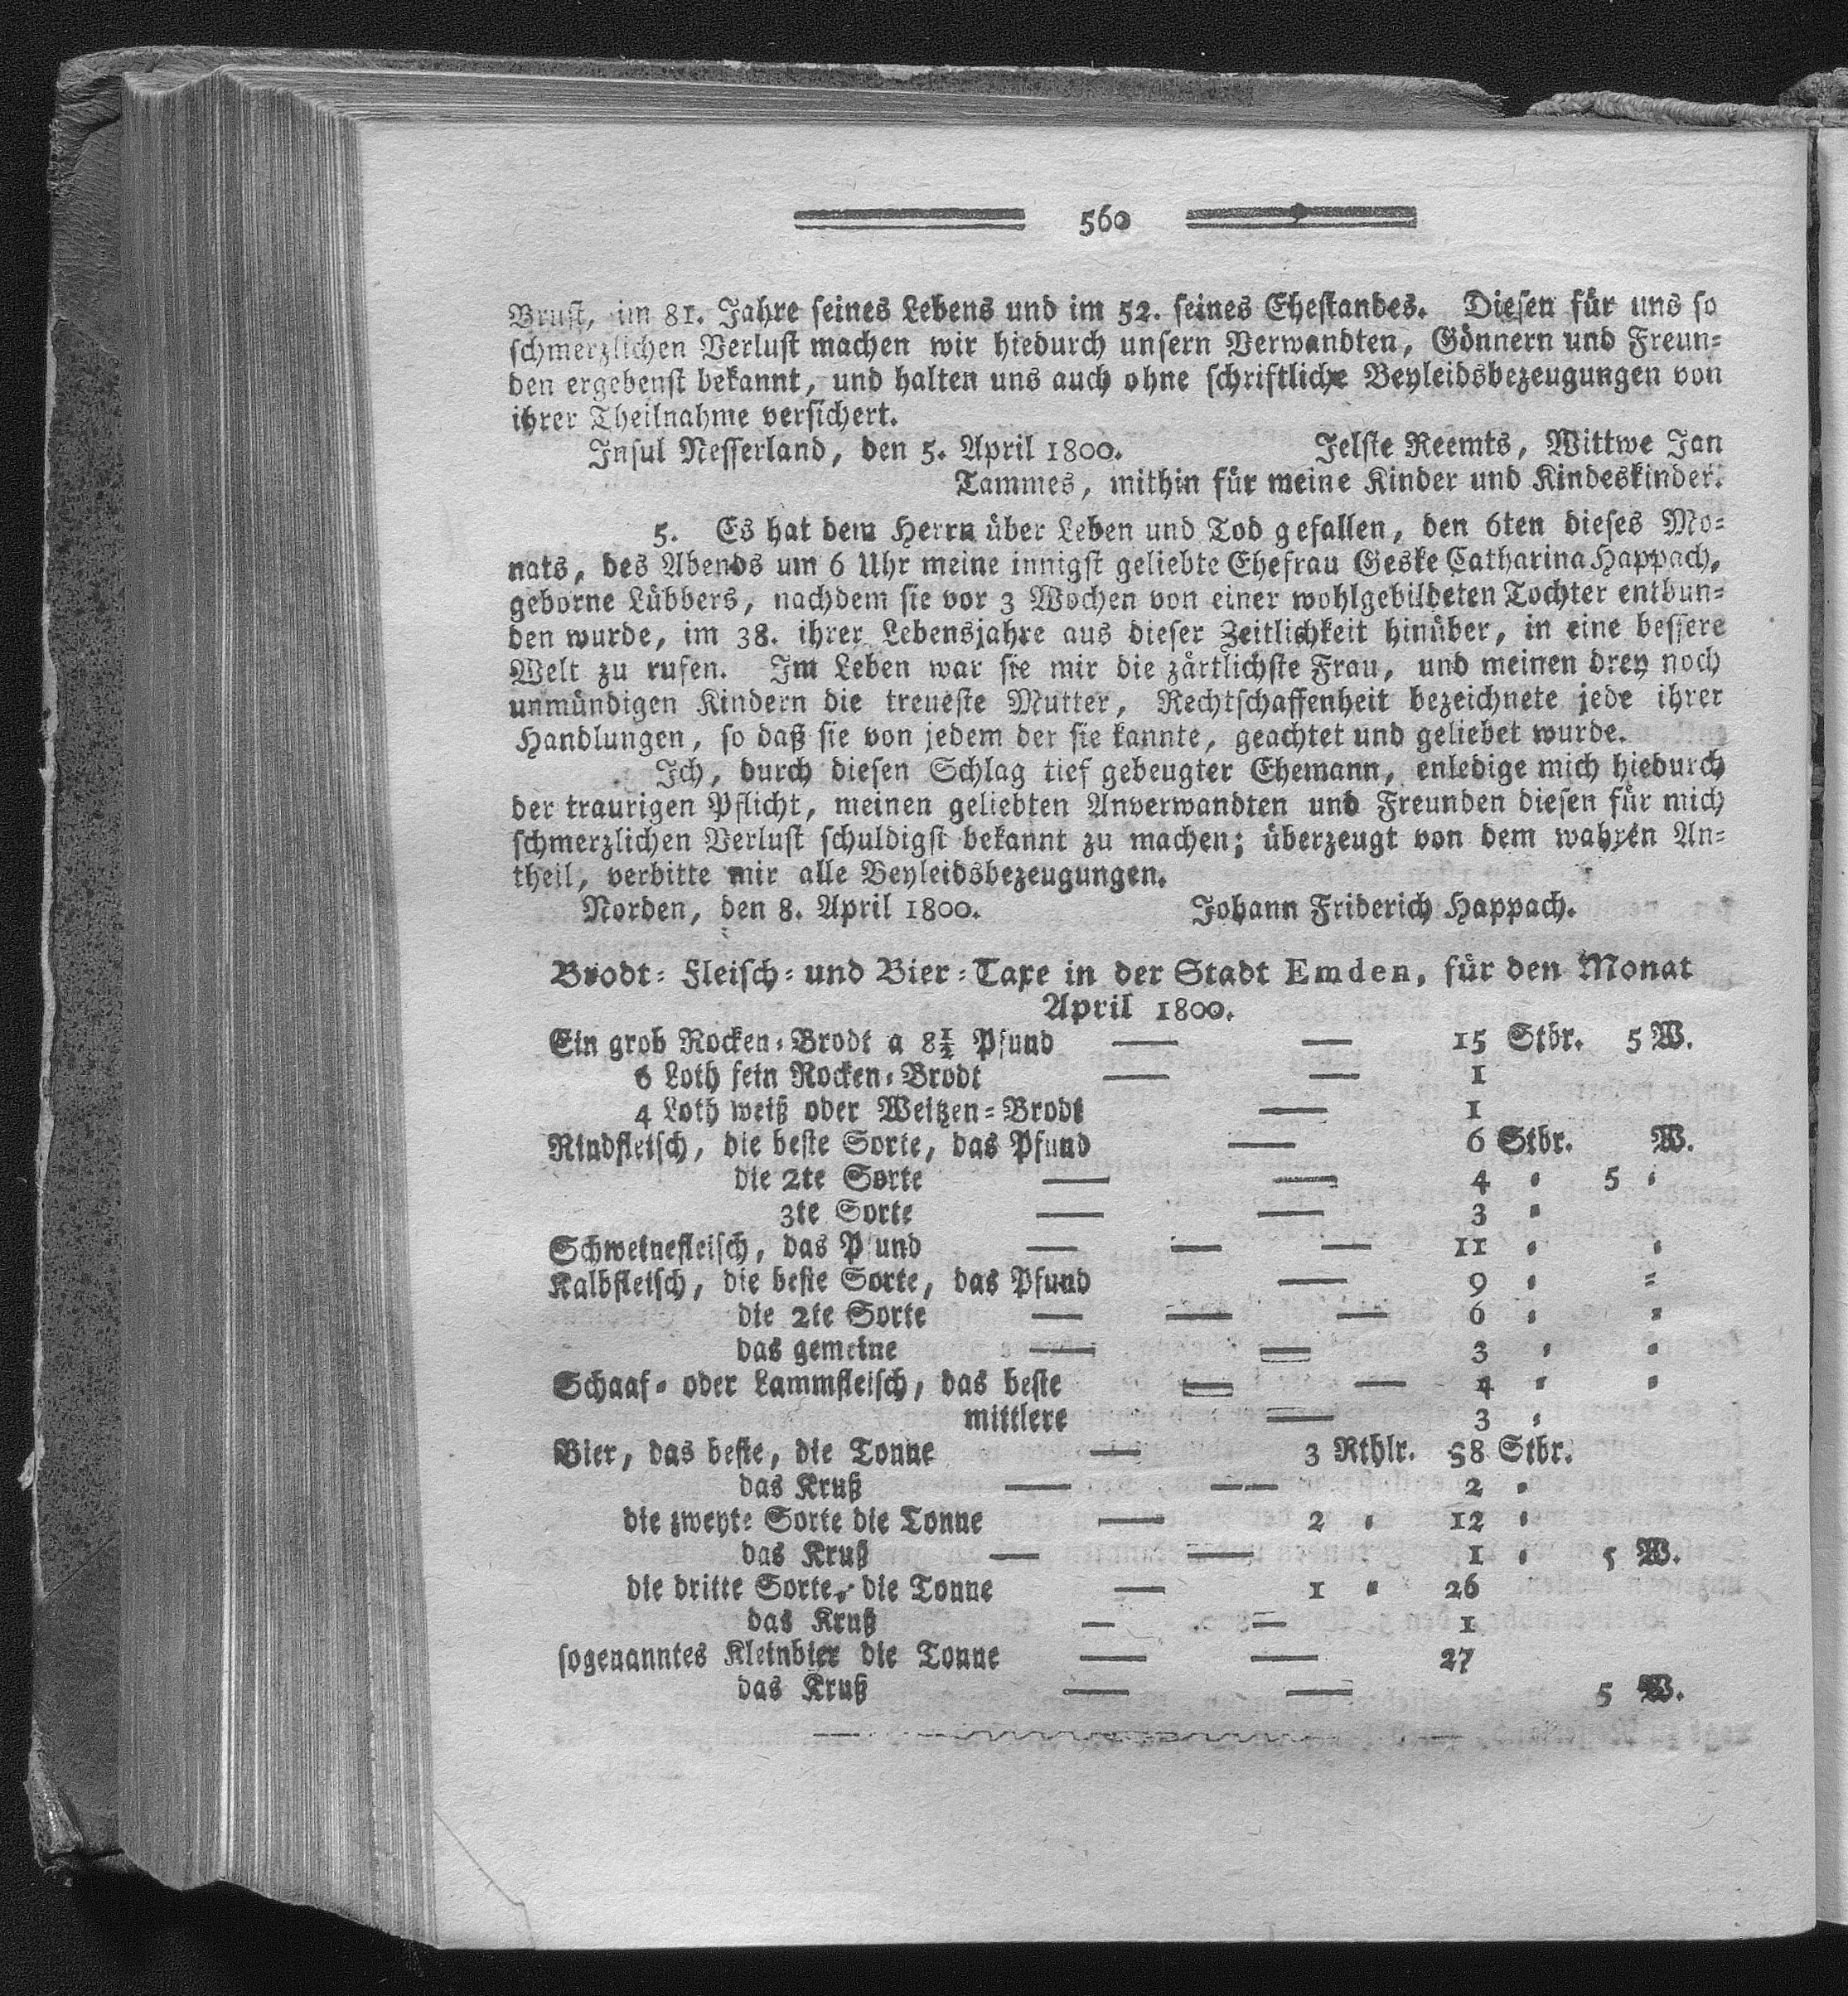 560
Brust, im 81. Jahre seines Lebens und im 52. seines Ehestandes. Diesen für uns so
schmerzlichen Verlust machen wir hiedurch unsern Verwandten, Gönnern und Freun-
den ergebenst bekannt, und halten uns auch ohne schriftliche Beyleidsbezeugungen von
ihrer Theilnahme versichert.
Insul Nesserland, den 5. April 1800. Jelste Reemts, Wittwe Jan
Tammes, mithin für meine Kinder und Kindeskinder.
5. Es hat dem Herrn über Leben und Tod gefallen, den 6ten dieses Mo-
nats, des Abends um 6 Uhr meine innigst geliebte Ehefrau Geske Catharina Happach,
geborne Lübbers, nachdem sie vor 3 Wochen von einer wohlgebildeten Tochter entbun-
den wurde, im 38. ihrer Lebensjahre aus dieser Zeitlichkeit hinüber, in eine bessere
Welt zu rufen. Im Leben war sie mir die zärtlichste Frau, und meinen drey noch
unmündigen Kindern die treueste Mutter, Rechtschaffenheit bezeichnete jede ihrer
Handlungen, so daß sie von jedem der sie kannte, geachtet und geliebet wurde.
Ich, durch diesen Schlag tief gebeugter Ehemann, enledige mich hiedurch
der traurigen Pflicht, meinen geliebten Anverwandten und Freunden diesen für mich
schmerzlichen Verlust schuldigst bekannt zu machen; überzeugt von dem wahren An-
theil, verbitte mir alle Beyleidsbezeugungen.
Norden, den 8. April 1800. Johann Friderich Happach.
Brodt- Fleisch- und Bier-Taxe in der Stadt Emden, für den Monat
April 1800.
Ein grob Rocken-Brodt a 8½ Pfund — — 15 Stbr. 5 W.
6 Loth fein Rocken-Brodt — — 1
4 Loth weiß oder Weitzen-Brodt — 1
Rindfleisch, die beste Sorte, das Pfund — 6 Stbr. W.
die 2te Sorte — — 4 - 5 -
3te Sorte — — 3 -
Schweinefleisch, das Pfund — — — 11 - -
Kalbfleisch, die beste Sorte, das Pfund — 9 - -
die 2te Sorte — — — 6 - -
das gemeine — — 3 - -
Schaaf- oder Lammfleisch, das beste — — 4 - -
mittlere — 3 -
Bier, das beste, die Tonne — 3 Rthlr. 58 Stbr.
das Kruß — — 2 -
die zweyte Sorte die Tonne — 2 - 12 -
das Kruß — — 1 - 5 W.
die dritte Sorte, die Tonne — 1 - 26
das Kruß — — 1
sogenanntes Kleinbier die Tonne — — 27
das Kruß — — 5 W.